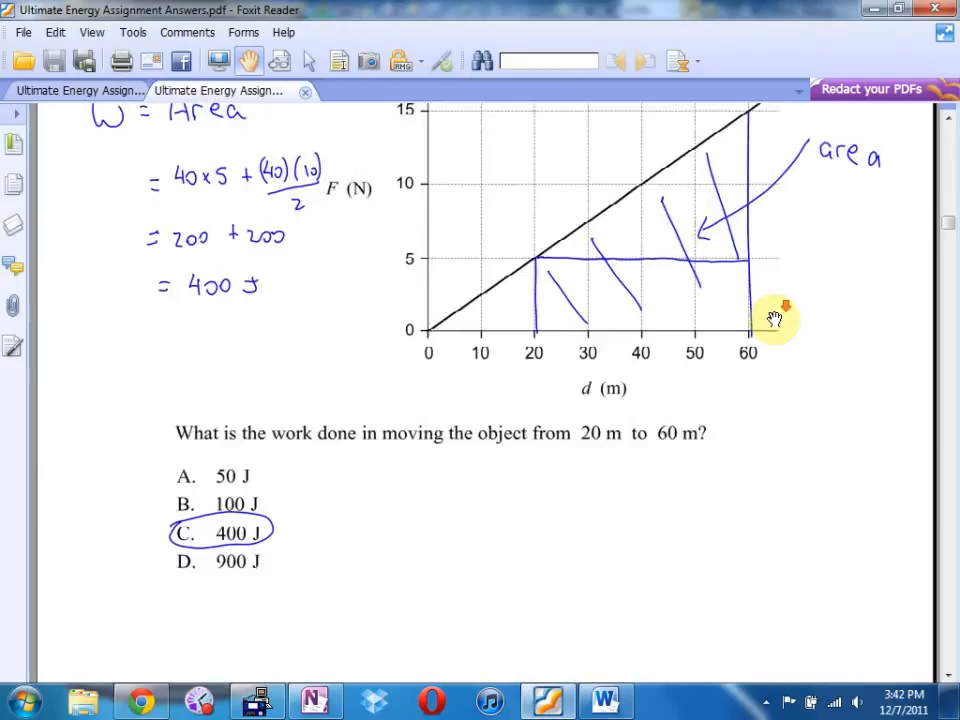 Ultimate Energy Assignment Answers.pdf - Foxit Reader
File Edit View Tools Comments Forms Help
Ultimate Energy Assign... Ultimate Energy Assign... Redact your PDFs
W = Area
= 40×5 + (40)(10)
2
= 200 + 200
= 400 J
F (N)
15
10
5
0
area
0 10 20 30 40 50 60
d (m)
What is the work done in moving the object from 20 m to 60 m?
A. 50 J
B. 100 J
C. 400 J
D. 900 J
3:42 PM
12/7/2011